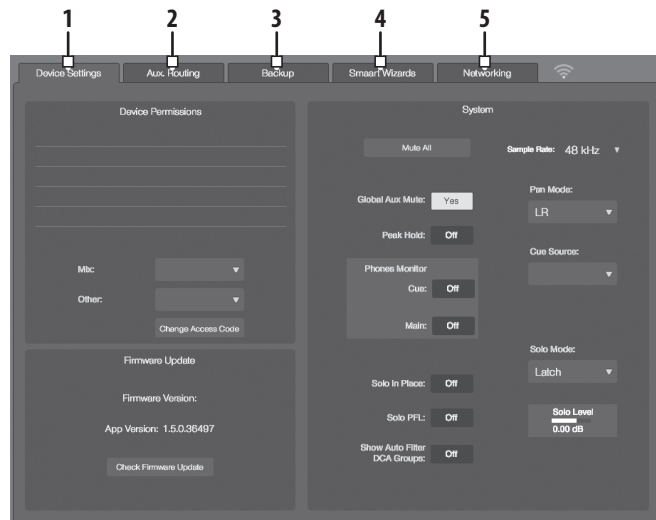 1 2 3 4 5
Device Settings Aux. Routing Backup Smaart Wizards Networking
Device Permissions
Mix:
Other:
Change Access Code
Firmware Update
Firmware Version:
App Version: 1.5.0.36497
Check Firmware Update
System
Mute All
Sample Rate: 48 kHz
Global Aux Mute: Yes
Peak Hold: Off
Phones Monitor
Cue: Off
Main: Off
Solo In Place: Off
Solo PFL: Off
Show Auto Filter
DCA Groups: Off
Pan Mode:
LR
Cue Source:
Solo Mode:
Latch
Solo Level
0.00 dB